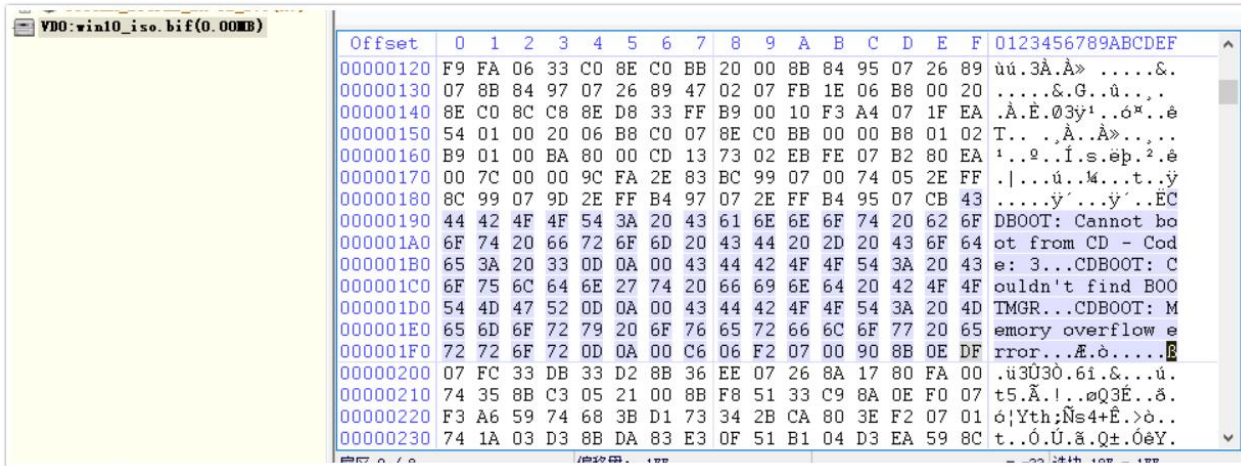 VD0:win10_iso.bif(0.00MB)
Offset 0 1 2 3 4 5 6 7 8 9 A B C D E F 0123456789ABCDEF
00000120 F9 FA 06 33 C0 8E C0 BB 20 00 8B 84 95 07 26 89 ùú.3À.À» .....&.
00000130 07 8B 84 97 07 26 89 47 02 07 FB 1E 06 B8 00 20 .....&.G..û..¸.
00000140 8E C0 8C C8 8E D8 33 FF B9 00 10 F3 A4 07 1F EA .À.È.Ø3ÿ¹..ó¤..ê
00000150 54 01 00 20 06 B8 C0 07 8E C0 BB 00 00 B8 01 02 T.. .¸À..À»..¸..
00000160 B9 01 00 BA 80 00 CD 13 73 02 EB FE 07 B2 80 EA ¹..º..Í.s.ëþ.².ê
00000170 00 7C 00 00 9C FA 2E 83 BC 99 07 00 74 05 2E FF .|...ú..¼...t..ÿ
00000180 8C 99 07 9D 2E FF B4 97 07 2E FF B4 95 07 CB 43 .....ÿ´...ÿ´..ËC
00000190 44 42 4F 4F 54 3A 20 43 61 6E 6E 6F 74 20 62 6F DBOOT: Cannot bo
000001A0 6F 74 20 66 72 6F 6D 20 43 44 20 2D 20 43 6F 64 ot from CD - Cod
000001B0 65 3A 20 33 0D 0A 00 43 44 42 4F 4F 54 3A 20 43 e: 3...CDBOOT: C
000001C0 6F 75 6C 64 6E 27 74 20 66 69 6E 64 20 42 4F 4F ouldn't find BOO
000001D0 54 4D 47 52 0D 0A 00 43 44 42 4F 4F 54 3A 20 4D TMGR...CDBOOT: M
000001E0 65 6D 6F 72 79 20 6F 76 65 72 66 6C 6F 77 20 65 emory overflow e
000001F0 72 72 6F 72 0D 0A 00 C6 06 F2 07 00 90 8B 0E DF rror...Æ.ò.....ß
00000200 07 FC 33 DB 33 D2 8B 36 EE 07 26 8A 17 80 FA 00 .ü3Û3Ò.6î.&...ú.
00000210 74 35 8B C3 05 21 00 8B F8 51 33 C9 8A 0E F0 07 t5.Ã.!..øQ3É..ð.
00000220 F3 A6 59 74 68 3B D1 73 34 2B CA 80 3E F2 07 01 ó¦Yth;Ñs4+Ê.>ò..
00000230 74 1A 03 D3 8B DA 83 E3 0F 51 B1 04 D3 EA 59 8C t..Ó.Ú.ã.Q±.ÓêY.